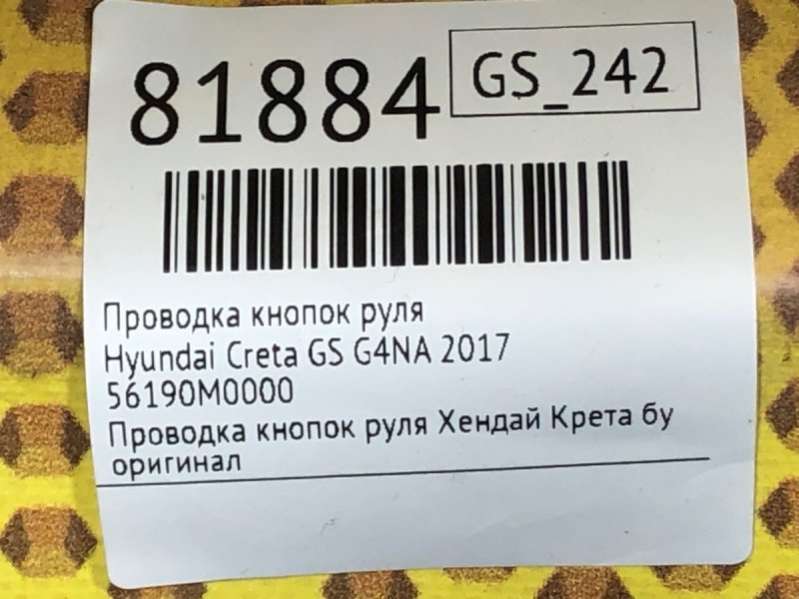 81884
GS_242
Проводка кнопок руля
Hyundai Creta GS G4NA 2017
56190M0000
Проводка кнопок руля Хендай Крета бу
оригинал